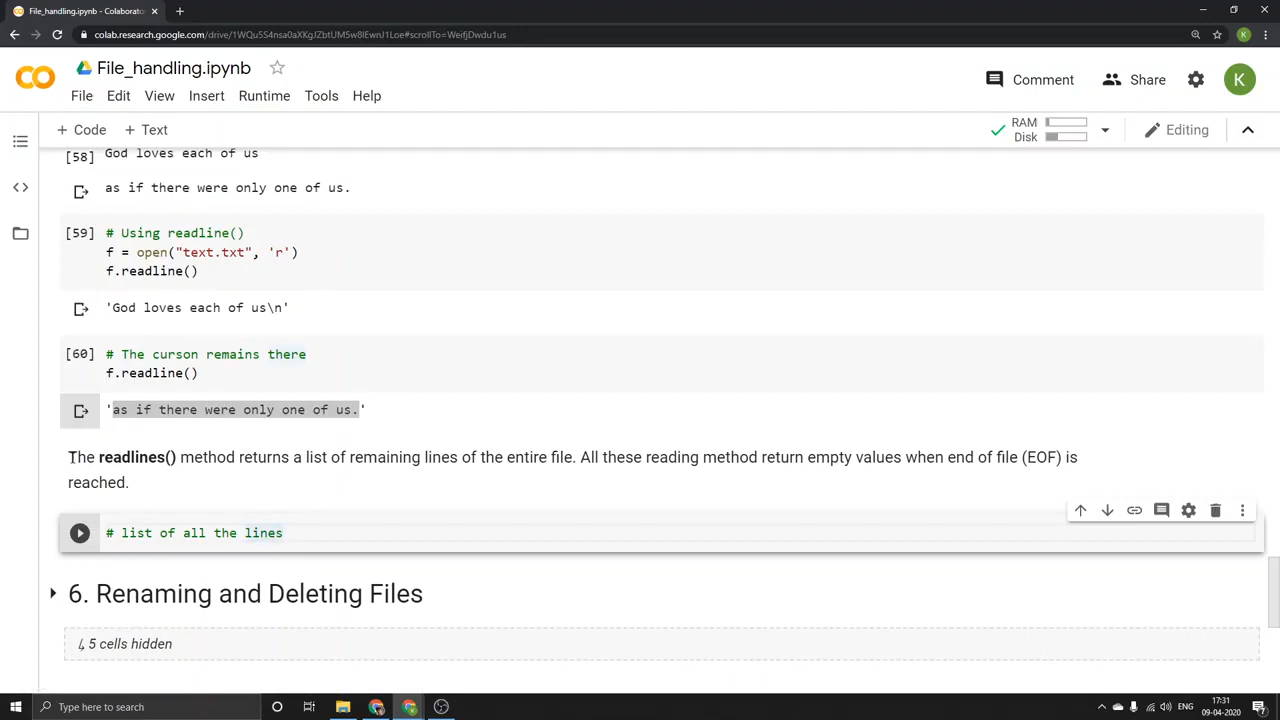 File_handling.ipynb - Colaborato
colab.research.google.com/drive/1WQu5S4nsa0aXKgJZbtUM5w8lEwnJ1Loe#scrollTo=WeifjDwdu1us
K
File_handling.ipynb
Comment Share K
File Edit View Insert Runtime Tools Help
+ Code + Text
RAM
Disk
Editing
[58] God loves each of us
as if there were only one of us.
[59] # Using readline()
f = open("text.txt", 'r')
f.readline()
'God loves each of us\n'
[60] # The curson remains there
f.readline()
'as if there were only one of us.'
The readlines() method returns a list of remaining lines of the entire file. All these reading method return empty values when end of file (EOF) is
reached.
# list of all the lines
6. Renaming and Deleting Files
5 cells hidden
Type here to search
ENG
17:31
09-04-2020